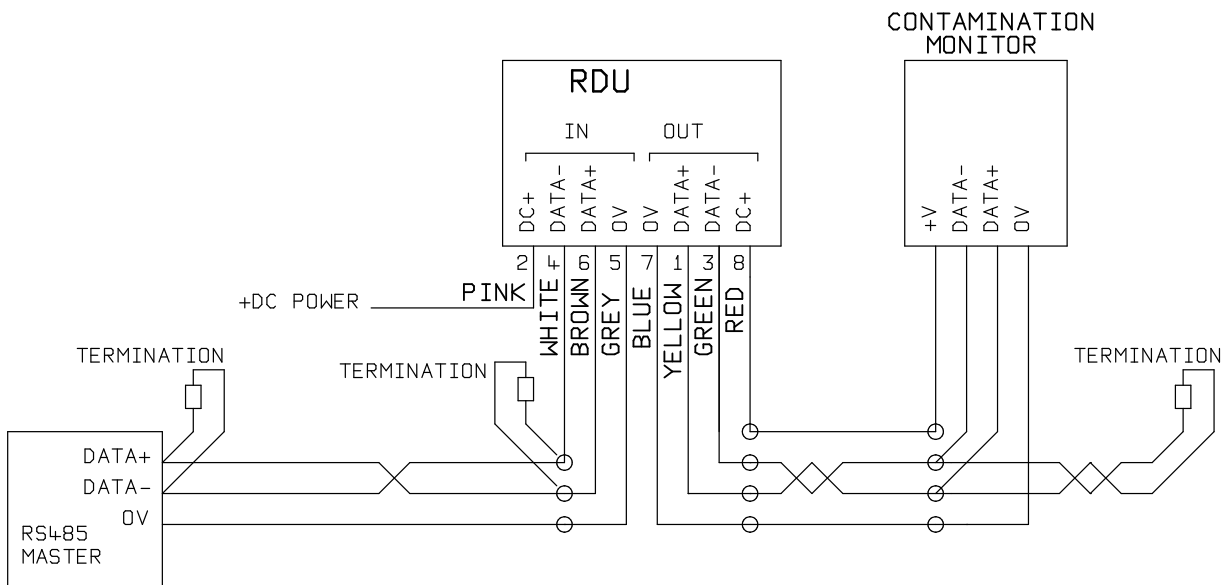 CONTAMINATION
MONITOR
RDU
IN
OUT
DC+
DATA-
DATA+
0V
0V
DATA+
DATA-
DC+
+V
DATA-
DATA+
0V
2
4
6
5
7
1
3
8
PINK
WHITE
BROWN
GREY
BLUE
YELLOW
GREEN
RED
+DC POWER
TERMINATION
TERMINATION
TERMINATION
DATA+
DATA-
0V
RS485
MASTER